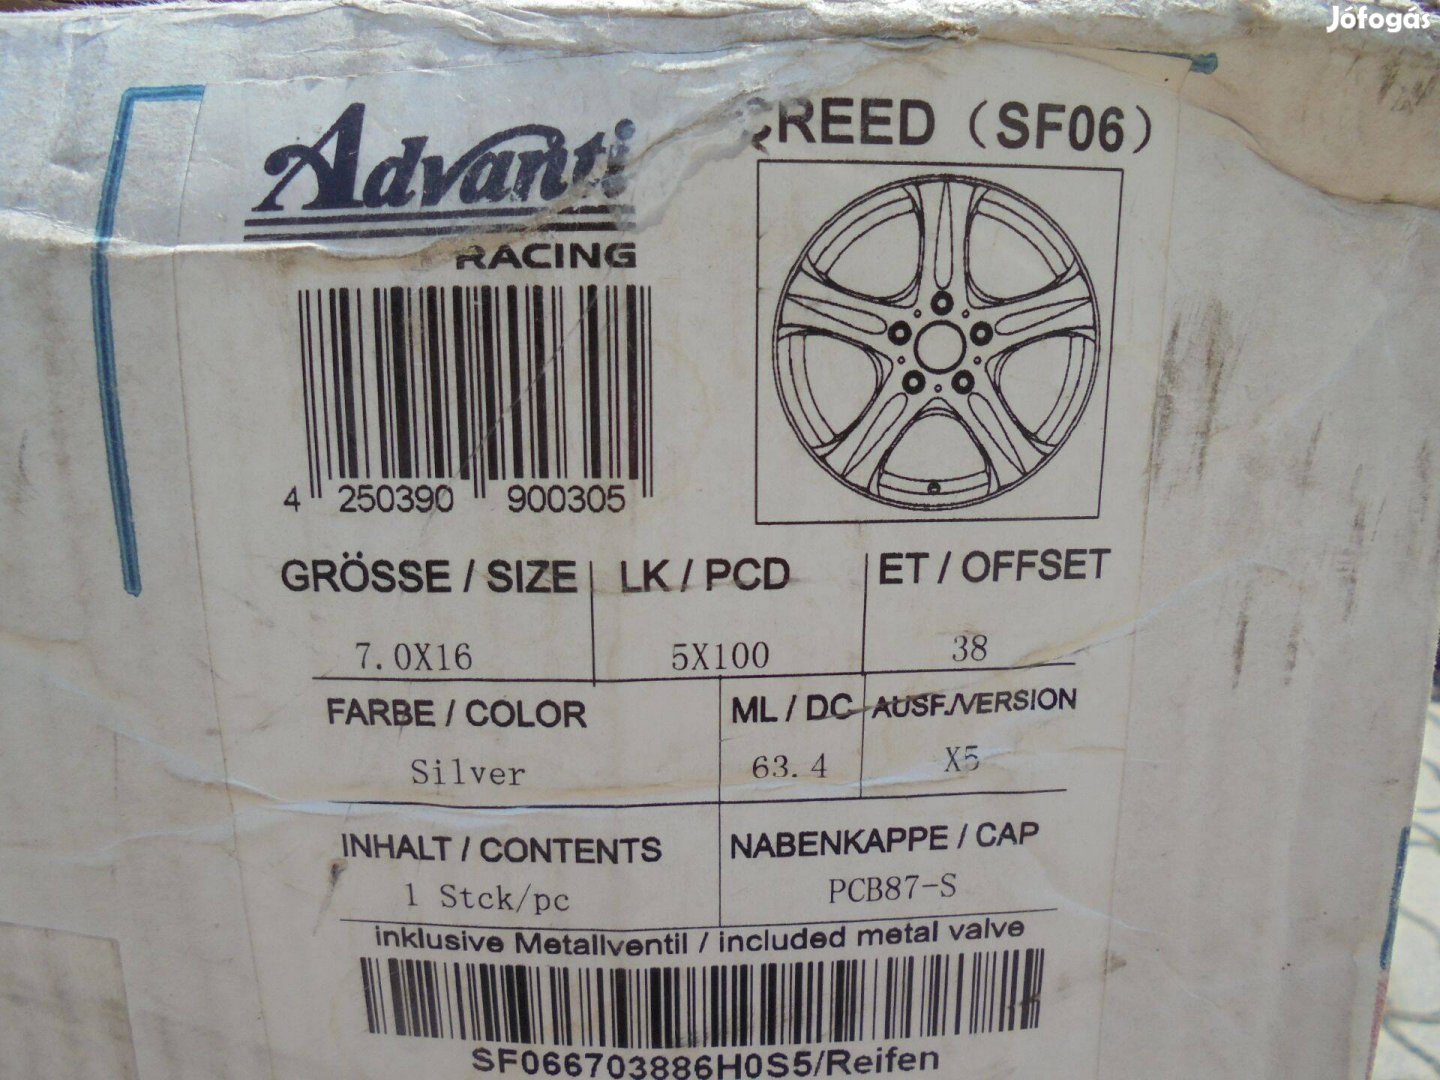 Jófogás
Advanti
RACING
CREED (SF06)
4 250390 900305
GRÖSSE / SIZE
LK / PCD
ET / OFFSET
7.0X16
5X100
38
FARBE / COLOR
ML / DC
AUSF./VERSION
Silver
63.4
X5
INHALT / CONTENTS
NABENKAPPE / CAP
1 Stck/pc
PCB87-S
inklusive Metallventil / included metal valve
SF066703886H0S5/Reifen